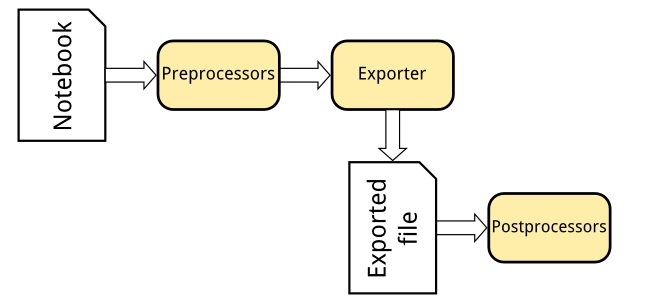 Notebook
Preprocessors
Exporter
Exported
file
Postprocessors